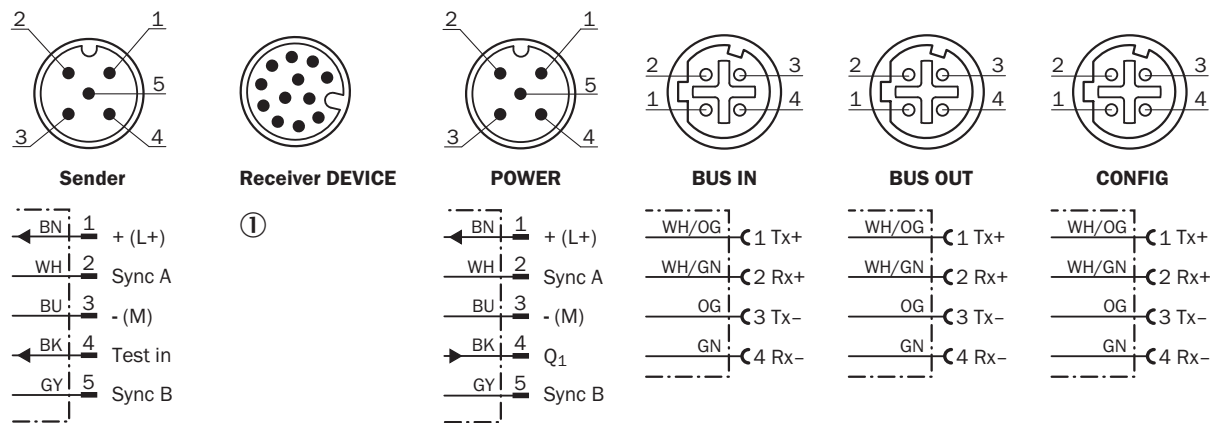 2 1
5
3 4
Sender
BN 1 + (L+)
WH 2 Sync A
BU 3 - (M)
BK 4 Test in
GY 5 Sync B
Receiver DEVICE
①
2 1
5
3 4
POWER
BN 1 + (L+)
WH 2 Sync A
BU 3 - (M)
BK 4 Q₁
GY 5 Sync B
2 3
1 4
BUS IN
WH/OG 1 Tx+
WH/GN 2 Rx+
OG 3 Tx–
GN 4 Rx–
2 3
1 4
BUS OUT
WH/OG 1 Tx+
WH/GN 2 Rx+
OG 3 Tx–
GN 4 Rx–
2 3
1 4
CONFIG
WH/OG 1 Tx+
WH/GN 2 Rx+
OG 3 Tx–
GN 4 Rx–